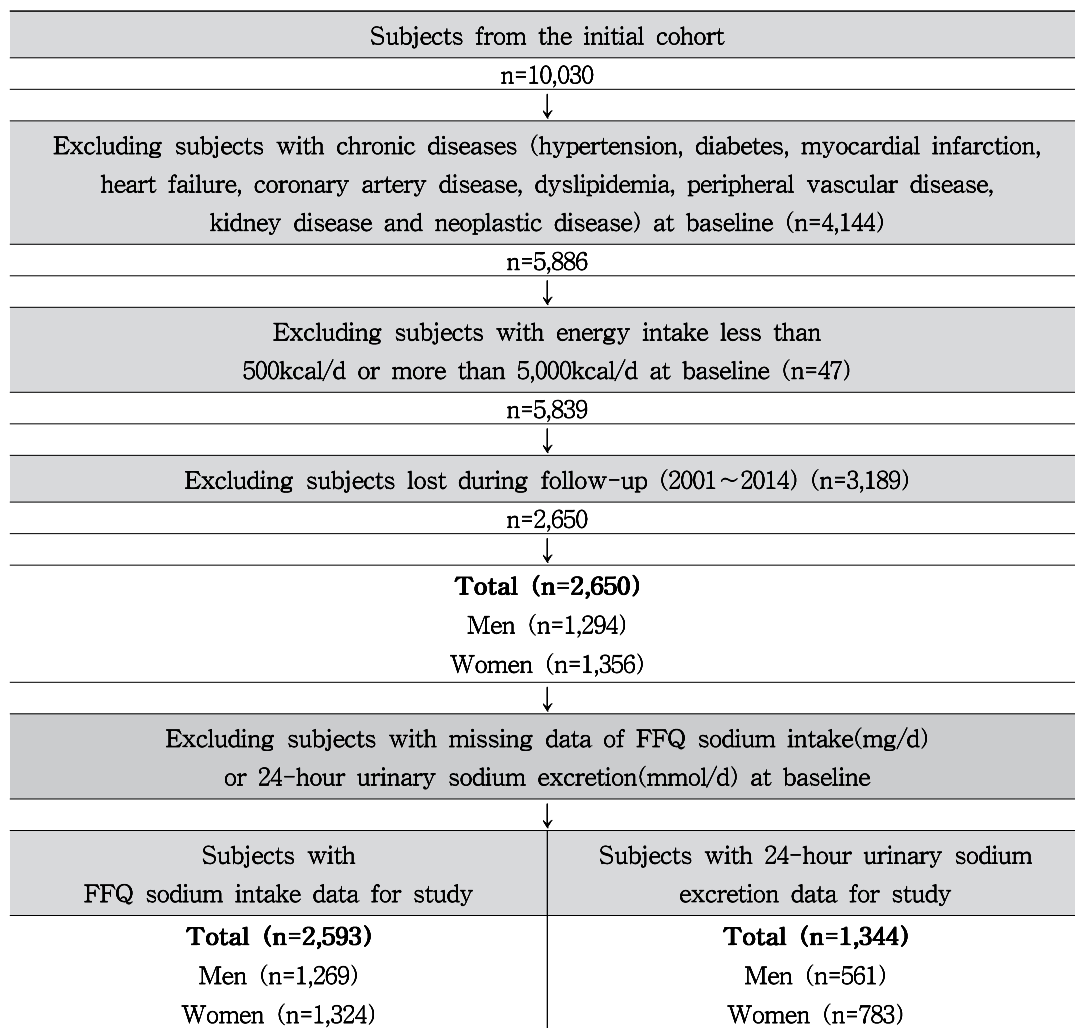 Subjects from the initial cohort
n=10,030
↓
Excluding subjects with chronic diseases (hypertension, diabetes, myocardial infarction,
heart failure, coronary artery disease, dyslipidemia, peripheral vascular disease,
kidney disease and neoplastic disease) at baseline (n=4,144)
n=5,886
↓
Excluding subjects with energy intake less than
500kcal/d or more than 5,000kcal/d at baseline (n=47)
n=5,839
↓
Excluding subjects lost during follow-up (2001～2014) (n=3,189)
n=2,650
↓
Total (n=2,650)
Men (n=1,294)
Women (n=1,356)
↓
Excluding subjects with missing data of FFQ sodium intake(mg/d)
or 24-hour urinary sodium excretion(mmol/d) at baseline
↓
Subjects with
FFQ sodium intake data for study
Total (n=2,593)
Men (n=1,269)
Women (n=1,324)
Subjects with 24-hour urinary sodium
excretion data for study
Total (n=1,344)
Men (n=561)
Women (n=783)